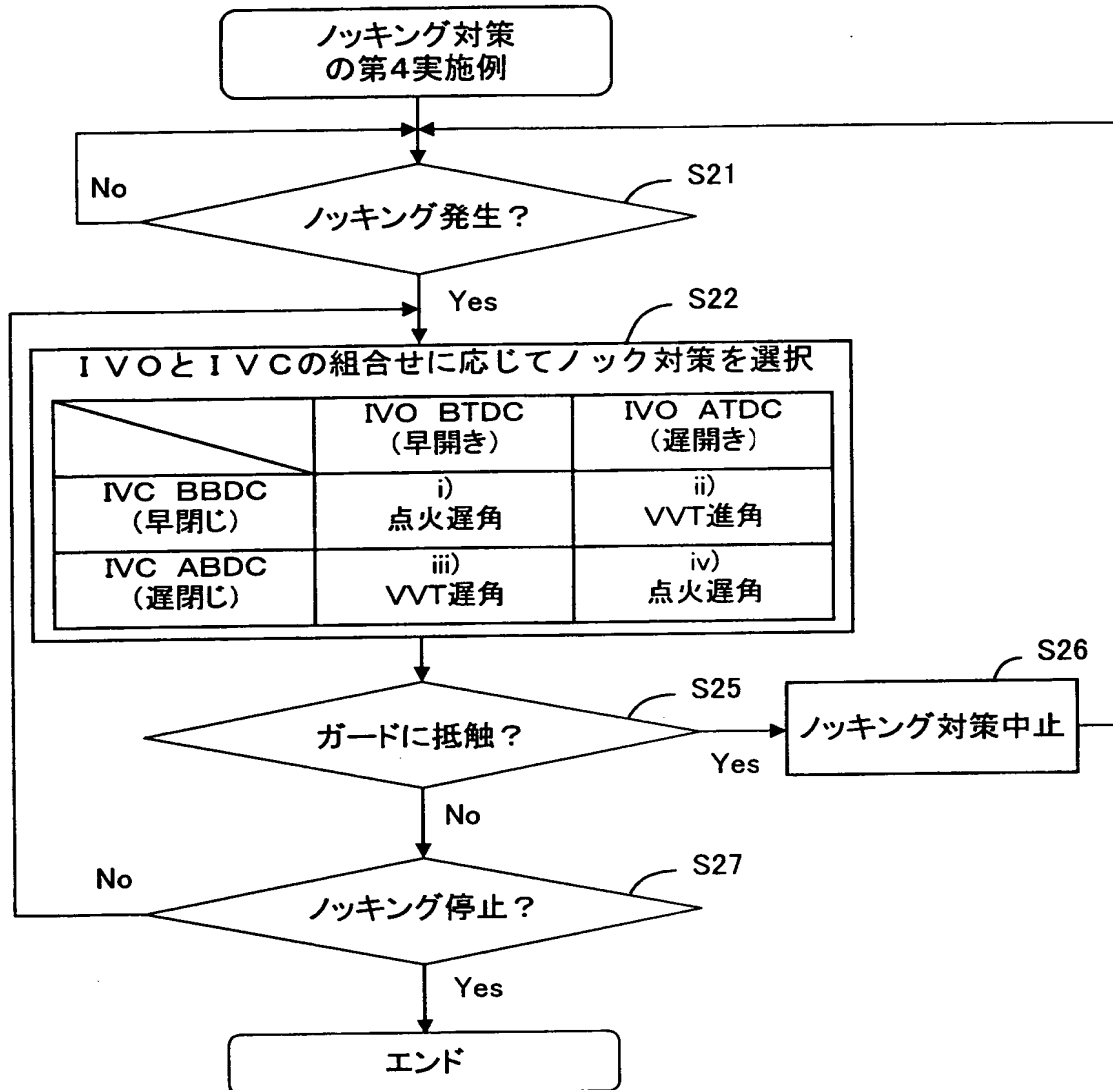 ノッキング対策
の第4実施例
No
S21
ノッキング発生？
Yes
S22
ＩＶＯとＩＶＣの組合せに応じてノック対策を選択
IVO BTDC
(早開き)
IVO ATDC
(遅開き)
IVC BBDC
(早閉じ)
i)
点火遅角
ii)
VVT進角
IVC ABDC
(遅閉じ)
iii)
VVT遅角
iv)
点火遅角
S25
S26
ガードに抵触？
Yes
ノッキング対策中止
No
S27
No
ノッキング停止？
Yes
エンド